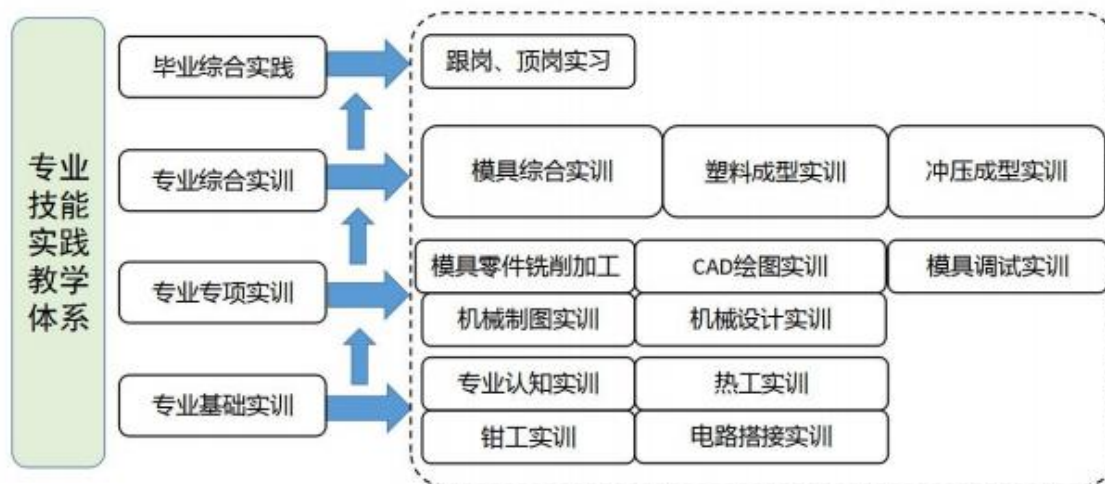 专业
技能
实践
教学
体系
毕业综合实践
跟岗、顶岗实习
专业综合实训
模具综合实训
塑料成型实训
冲压成型实训
专业专项实训
模具零件铣削加工
CAD绘图实训
模具调试实训
机械制图实训
机械设计实训
专业基础实训
专业认知实训
热工实训
钳工实训
电路搭接实训